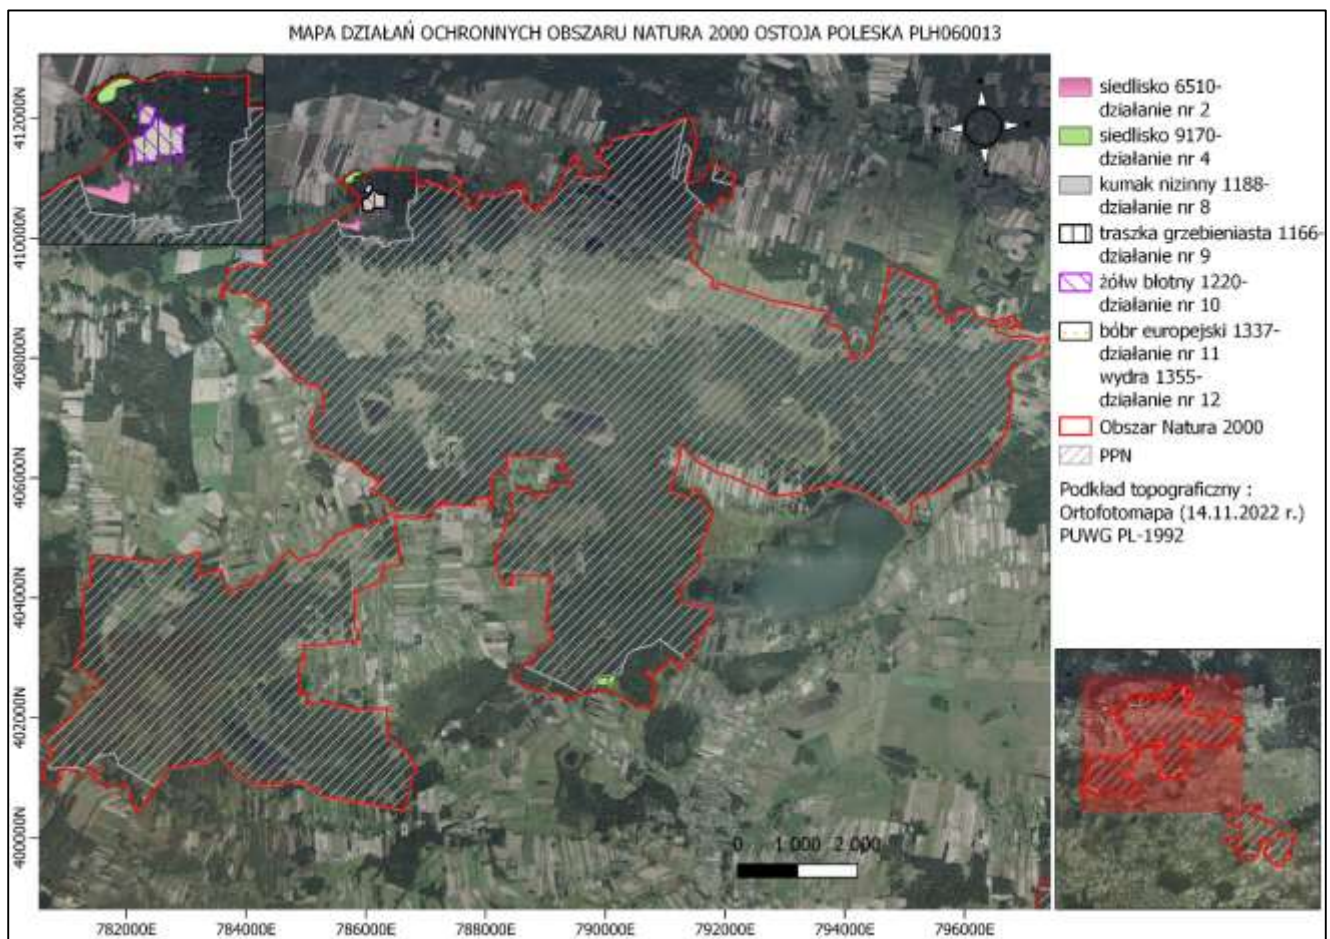 MAPA DZIAŁAŃ OCHRONNYCH OBSZARU NATURA 2000 OSTOJA POLESKA PLH060013
siedlisko 6510-
działanie nr 2
siedlisko 9170-
działanie nr 4
kumak nizinny 1188-
działanie nr 8
traszka grzebieniasta 1166-
działanie nr 9
żółw błotny 1220-
działanie nr 10
bóbr europejski 1337-
działanie nr 11
wydra 1355-
działanie nr 12
Obszar Natura 2000
PPN
Podkład topograficzny :
Ortofotomapa (14.11.2022 r.)
PUWG PL-1992
412000N
410000N
408000N
406000N
404000N
402000N
400000N
0 1 000 2 000
782000E 784000E 786000E 788000E 790000E 792000E 794000E 796000E